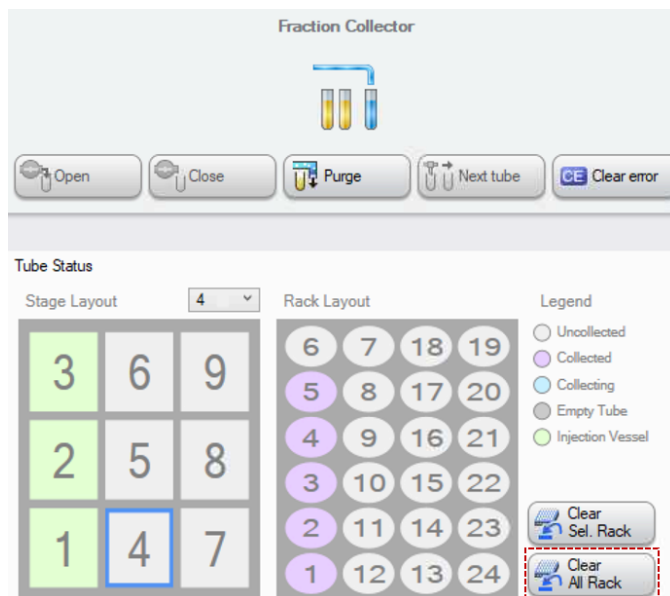 Fraction Collector
Open Close Purge Next tube CE Clear error
Tube Status
Stage Layout 4 Rack Layout Legend
3 6 9
2 5 8
1 4 7
6 7 18 19
5 8 17 20
4 9 16 21
3 10 15 22
2 11 14 23
1 12 13 24
Uncollected
Collected
Collecting
Empty Tube
Injection Vessel
Clear
Sel. Rack
Clear
All Rack